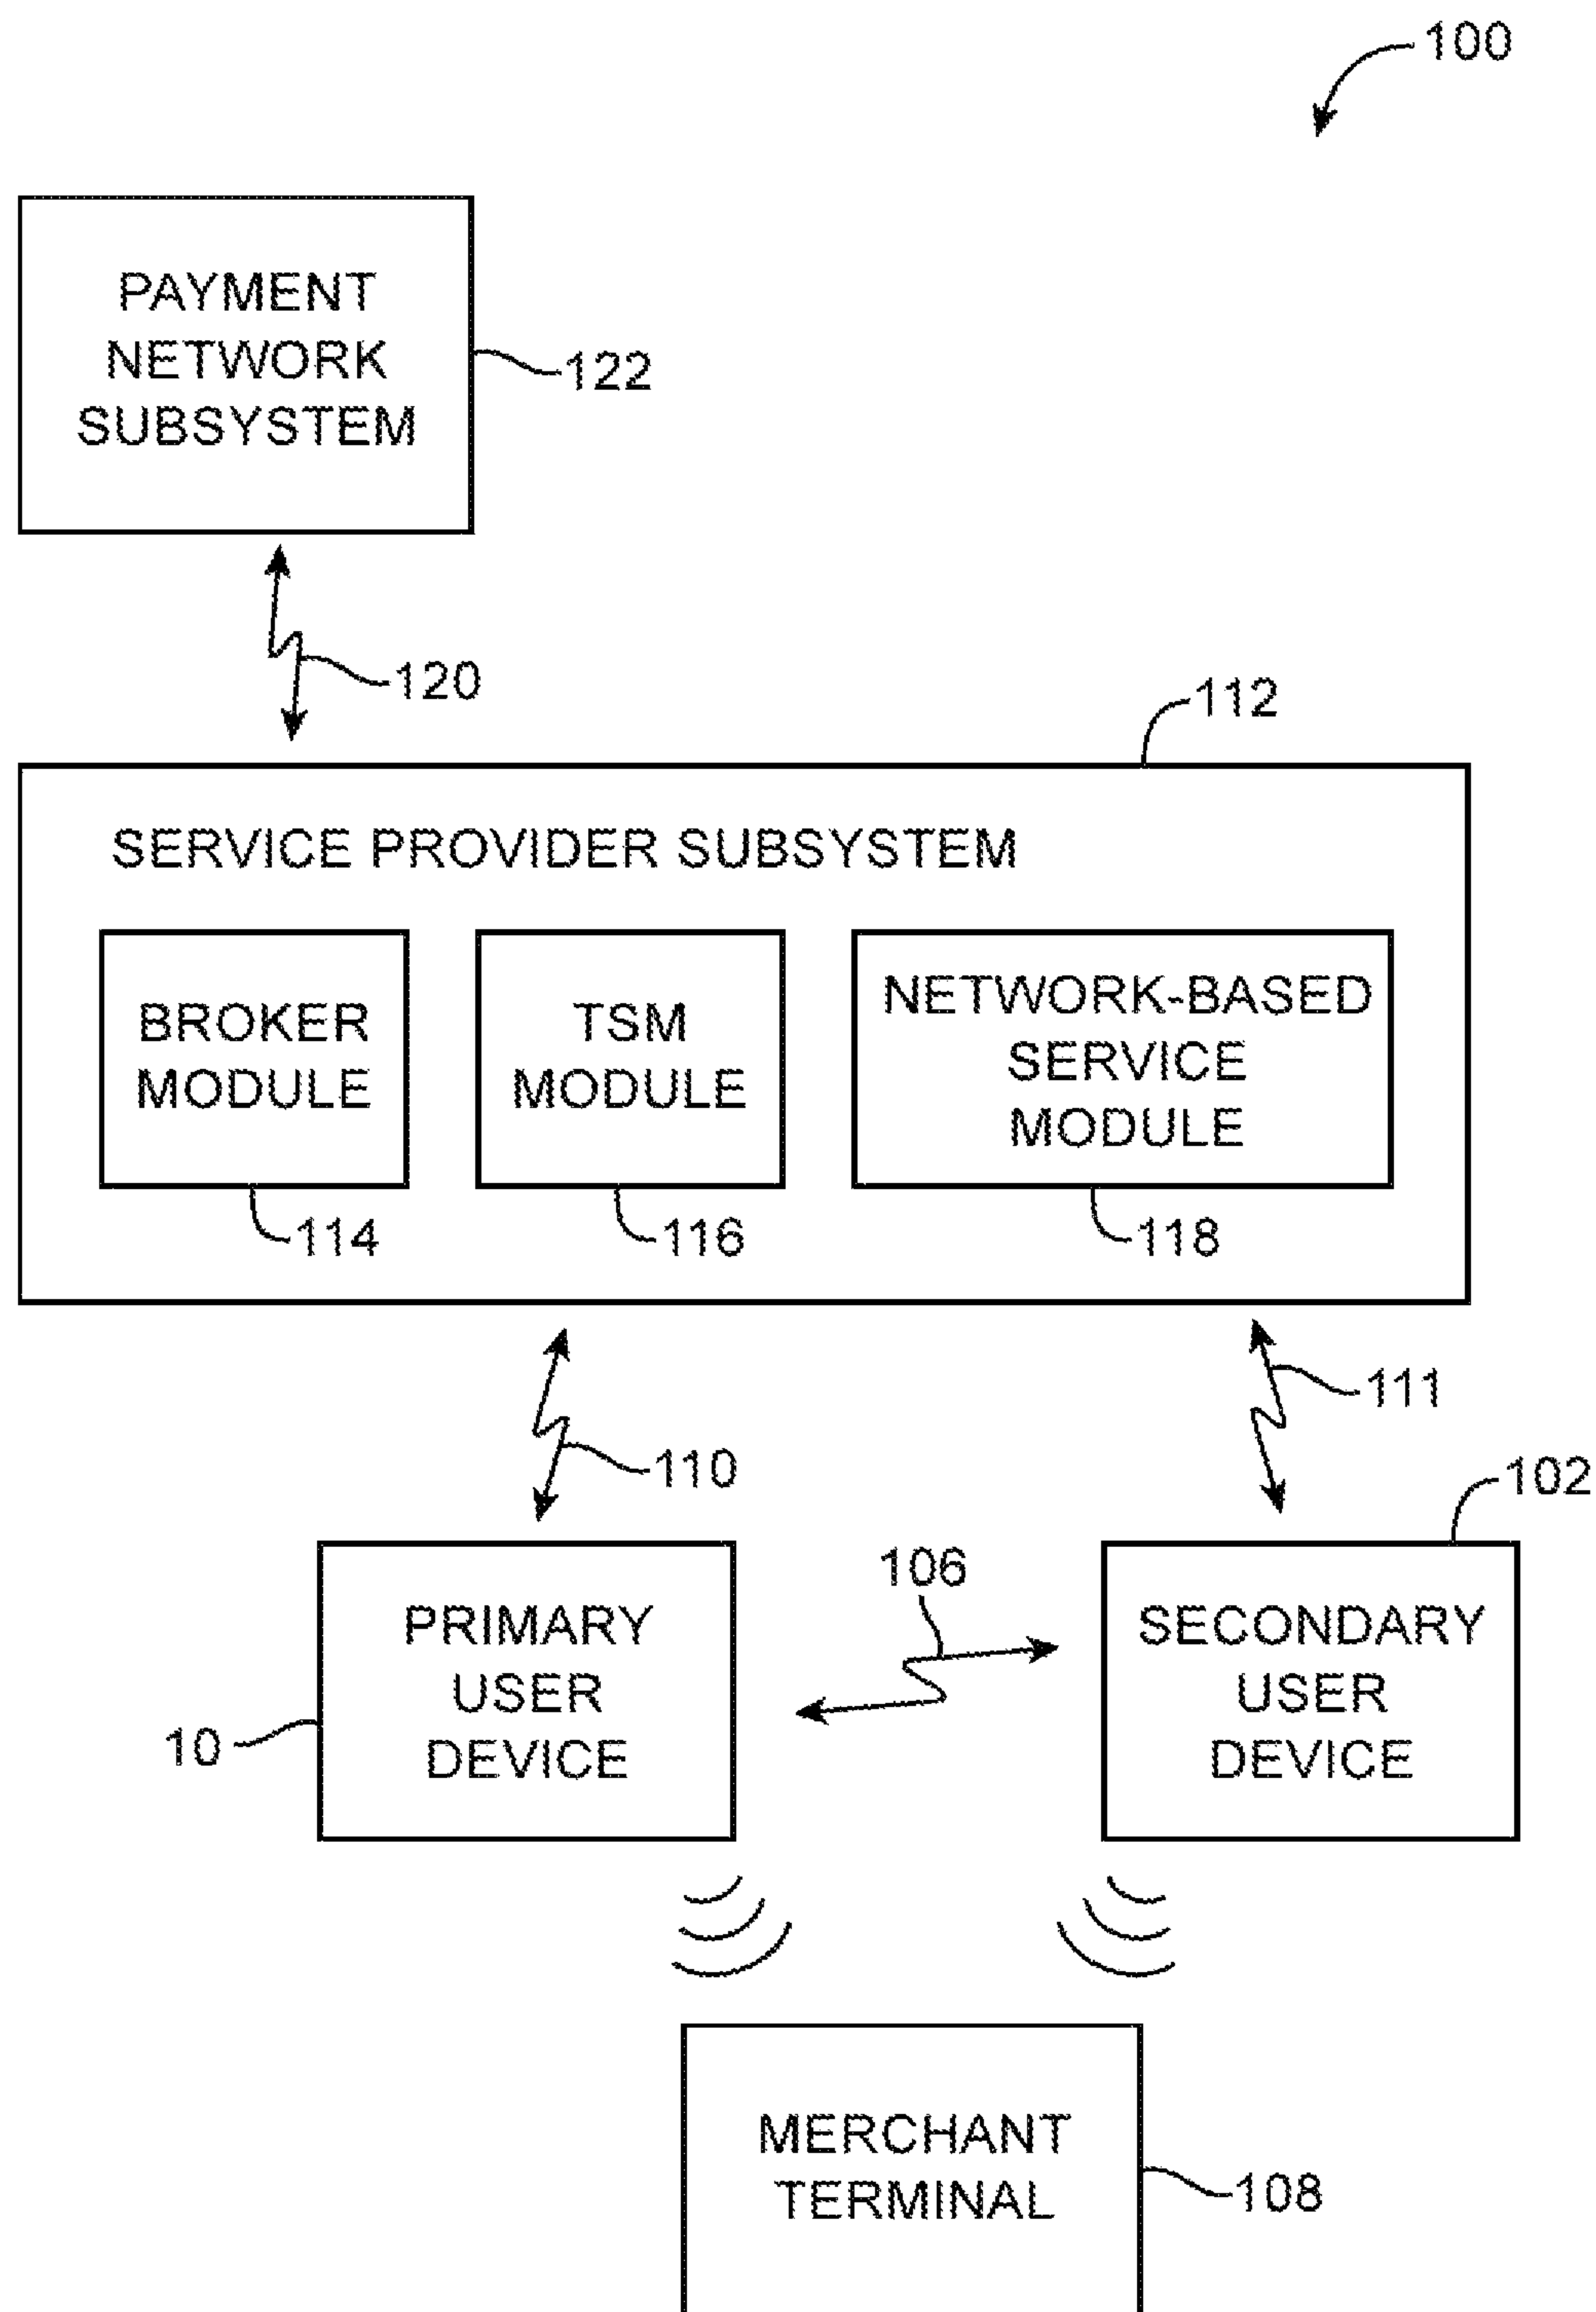 100
PAYMENT
NETWORK
SUBSYSTEM
122
120
112
SERVICE PROVIDER SUBSYSTEM
BROKER
MODULE
TSM
MODULE
NETWORK-BASED
SERVICE
MODULE
114
116
118
110
111
102
106
PRIMARY
USER
DEVICE
10
SECONDARY
USER
DEVICE
MERCHANT
TERMINAL
108